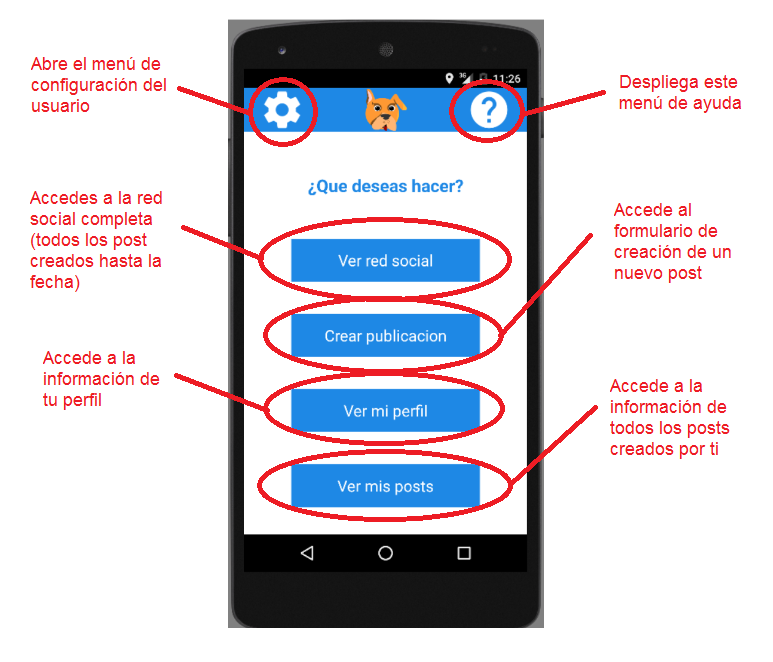 Abre el menú de
configuración del
usuario
Despliega este
menú de ayuda
3G
11:26
?
¿Que deseas hacer?
Accedes a la red
social completa
(todos los post
creados hasta la
fecha)
Ver red social
Accede al
formulario de
creación de un
nuevo post
Crear publicacion
Accede a la
información de
tu perfil
Ver mi perfil
Accede a la
información de
todos los posts
creados por ti
Ver mis posts